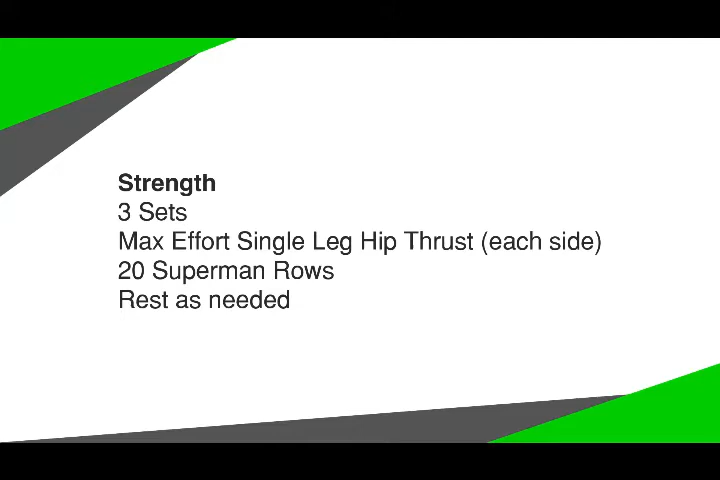 Strength
3 Sets
Max Effort Single Leg Hip Thrust (each side)
20 Superman Rows
Rest as needed